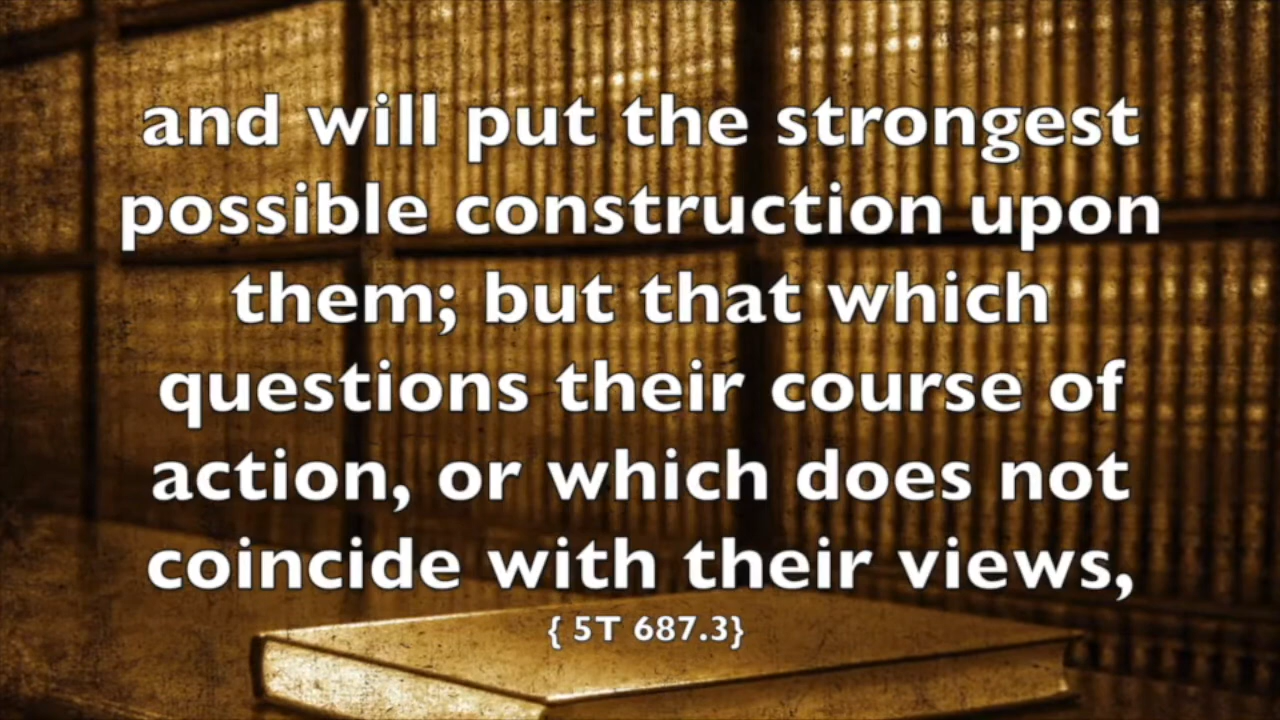 and will put the strongest
possible construction upon
them; but that which
questions their course of
action, or which does not
coincide with their views,
{ 5T 687.3}